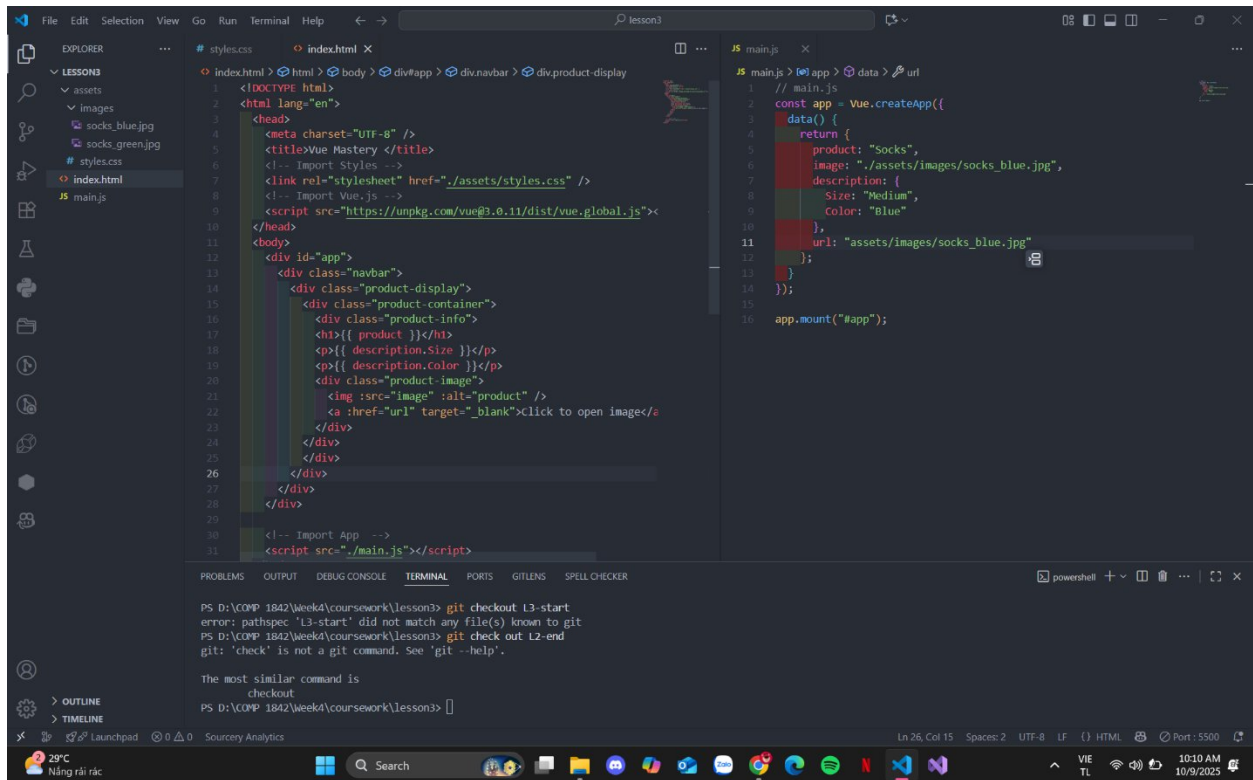 File Edit Selection View Go Run Terminal Help
lesson3
EXPLORER
LESSON3
assets
images
socks_blue.jpg
socks_green.jpg
# styles.css
index.html
JS main.js
OUTLINE
TIMELINE
# styles.css
index.html
index.html > html > body > div#app > div.navbar > div.product-display
1 <!DOCTYPE html>
2 <html lang="en">
3 <head>
4 <meta charset="UTF-8" />
5 <title>Vue Mastery </title>
6 <!-- Import Styles -->
7 <link rel="stylesheet" href="./assets/styles.css" />
8 <!-- Import Vue.js -->
9 <script src="https://unpkg.com/vue@3.0.11/dist/vue.global.js"><
10 </head>
11 <body>
12 <div id="app">
13 <div class="navbar">
14 <div class="product-display">
15 <div class="product-container">
16 <div class="product-info">
17 <h1>{{ product }}</h1>
18 <p>{{ description.Size }}</p>
19 <p>{{ description.Color }}</p>
20 <div class="product-image">
21 <img :src="image" :alt="product" />
22 <a :href="url" target="_blank">Click to open image</a
23 </div>
24 </div>
25 </div>
26 </div>
27 </div>
28 </div>
29
30 <!-- Import App -->
31 <script src="./main.js"></script>
JS main.js
JS main.js > app > data > url
1 // main.js
2 const app = Vue.createApp({
3 data() {
4 return {
5 product: "Socks",
6 image: "./assets/images/socks_blue.jpg",
7 description: {
8 Size: "Medium",
9 Color: "Blue"
10 },
11 url: "assets/images/socks_blue.jpg"
12 };
13 }
14 });
15
16 app.mount("#app");
PROBLEMS OUTPUT DEBUG CONSOLE TERMINAL PORTS GITLENS SPELL CHECKER
powershell
PS D:\COMP 1842\Week4\coursework\lesson3> git checkout L3-start
error: pathspec 'L3-start' did not match any file(s) known to git
PS D:\COMP 1842\Week4\coursework\lesson3> git check out L2-end
git: 'check' is not a git command. See 'git --help'.
The most similar command is
checkout
PS D:\COMP 1842\Week4\coursework\lesson3>
Launchpad 0 0 Sourcery Analytics
Ln 26, Col 15 Spaces: 2 UTF-8 LF {} HTML Port : 5500
2
29°C
Nắng rải rác
Search
Zalo
VIE
TL
10:10 AM
10/9/2025